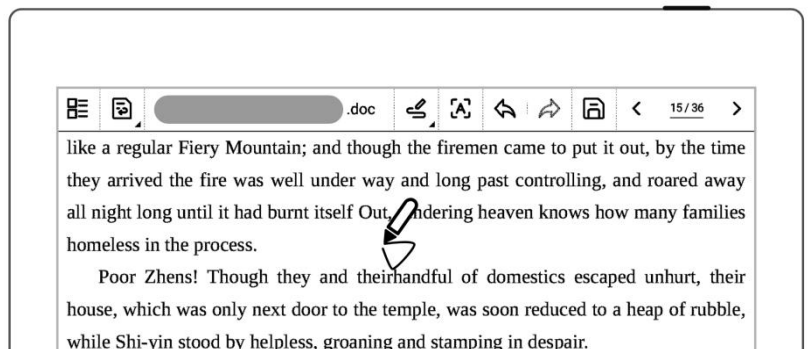 .doc
15 / 36
like a regular Fiery Mountain; and though the firemen came to put it out, by the time
they arrived the fire was well under way and long past controlling, and roared away
all night long until it had burnt itself Out, heaven knows how many families
homeless in the process.
Poor Zhens! Though they and theirhandful of domestics escaped unhurt, their
house, which was only next door to the temple, was soon reduced to a heap of rubble,
while Shi-yin stood by helpless, groaning and stamping in despair.